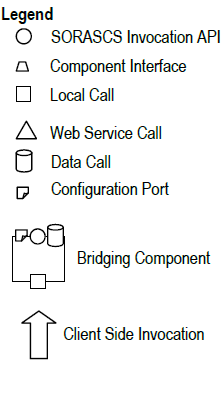 Legend
SORASCS Invocation API
Component Interface
Local Call
Web Service Call
Data Call
Configuration Port
Bridging Component
Client Side Invocation